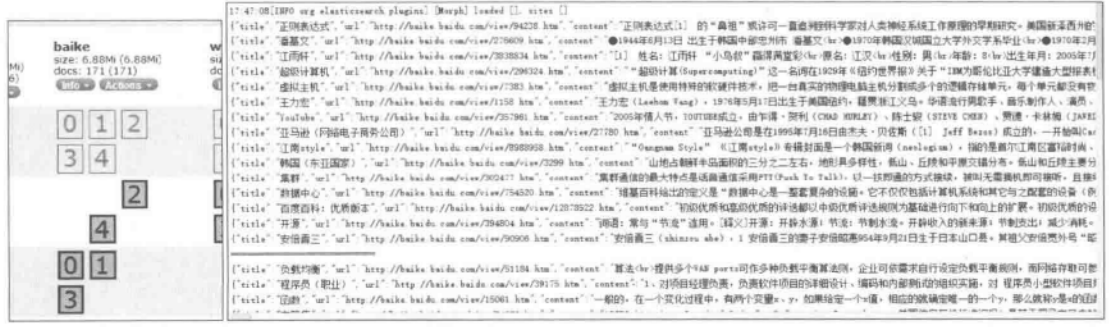 baike
size: 6.88Mi (6.88Mi)
docs: 171 (171)
Info Actions
0 1 2
3 4
2
4
0 1
3
17:47:08[INFO org elasticsearch plugins] [Morph] loaded [], sites []
{"title" "正则表达式","url" "http://baike baidu com/view/94238 htm","content" "正则表达式[1] 的“鼻祖”或许可一直追溯到科学家对人类神经系统工作原理的早期研究。美国新泽西州的
{"title" "潘基文","url" "http://baike baidu com/view/276609 htm","content" "●1944年6月13日 出生于韩国中部忠州市 潘基文<br>●1970年韩国汉城国立大学外交学系毕业<br>●1970年2月
{"title" "江雨轩","url" "http://baike baidu com/view/3838834 htm","content" "[1] 姓名：江雨轩 “小乌叔”
{"title" "超级计算机","url" "http://baike baidu com/view/296324 htm","content" "“超级计算(Supercomputing)”这一名词在1929年《纽约世界报》关于“IBM为哥伦比亚大学建造大型报表
{"title" "虚拟主机","url" "http://baike baidu com/view/7383 htm","content" "虚拟主机是使用特殊的软硬件技术，把一台真实的物理电脑主机分割成多个的逻辑存储单元，每个单元都没有物
{"title" "王力宏","url" "http://baike baidu com/view/1158 htm","content" "王力宏（Leehom Wang），1976年5月17日出生于美国纽约，籍贯浙江义乌。华语流行男歌手、音乐制作人、演员、
{"title" "YouTube","url" "http://baike baidu com/view/357961 htm","content" "2005年情人节，YOUTUBE成立，由乍得・贺利（CHAD HURLEY）、陈士骏（STEVE CHEN）、贾德・卡林姆（
{"title" "亚马逊（网络电子商务公司）","url" "http://baike baidu com/view/27780 htm","content" "亚马逊公司是在1995年7月16日由杰夫・贝佐斯（[1] Jeff Bezos）成立的，一开始叫Ca
{"title" "江南style","url" "http://baike baidu com/view/8988958 htm","content" "“Gangnam Style”《江南style》专辑封面是一个韩国新词（neologism），指的是首尔江南区富裕时尚、
{"title" "韩国（东亚国家）","url" "http://baike baidu com/view/3299 htm","content" "山地占朝鲜半岛面积的三分之二左右，地形具多样性，低山、丘陵和平原交错分布。低山和丘陵主要分
{"title" "集群","url" "http://baike baidu com/view/302477 htm","content" "集群通信的最大特点是话音通信采用PTT(Push To Talk)，以一按即通的方式接续，被叫无需摘机即可接听，且接续
{"title" "数据中心","url" "http://baike baidu com/view/754520 htm","content" "维基百科给出的定义是“数据中心是一整套复杂的设施。它不仅仅包括计算机系统和其它与之配套的设备（例
{"title" "百度百科：优质版本","url" "http://baike baidu com/view/12878922 htm","content" "初级优质和高级优质的评选都以中级优质评选规则为基础进行向下和向上的扩展。初级优质的设
{"title" "开源","url" "http://baike baidu com/view/394804 htm","content" "词语：常与“节流”连用。[释义]开源：开辟水源；节流：节制水流。开辟收入的新来源；节制支出；减少消耗。
{"title" "安倍晋三","url" "http://baike baidu com/view/90906 htm","content" "安倍晋三（shinzou abe），1 安倍晋三的妻子安倍昭惠954年9月21日生于日本山口县。其祖父安倍宽外号“昭
{"title" "负载均衡","url" "http://baike baidu com/view/51184 htm","content" "算法<br>提供多个WAN ports可作多种负载平衡算法则，企业可依需求自行设定负载平衡规则，而网络存取可
{"title" "程序员（职业）","url" "http://baike baidu com/view/39175 htm","content" "1、对项目经理负责，负责软件项目的详细设计、编码和内部测试的组织实施，对 程序员小型软件项目
{"title" "函数","url" "http://baike baidu com/view/15061 htm","content" "一般的，在一个变化过程中，有两个变量x、y，如果给定一个x值，相应的就确定唯一的一个y，那么就称y是x的函